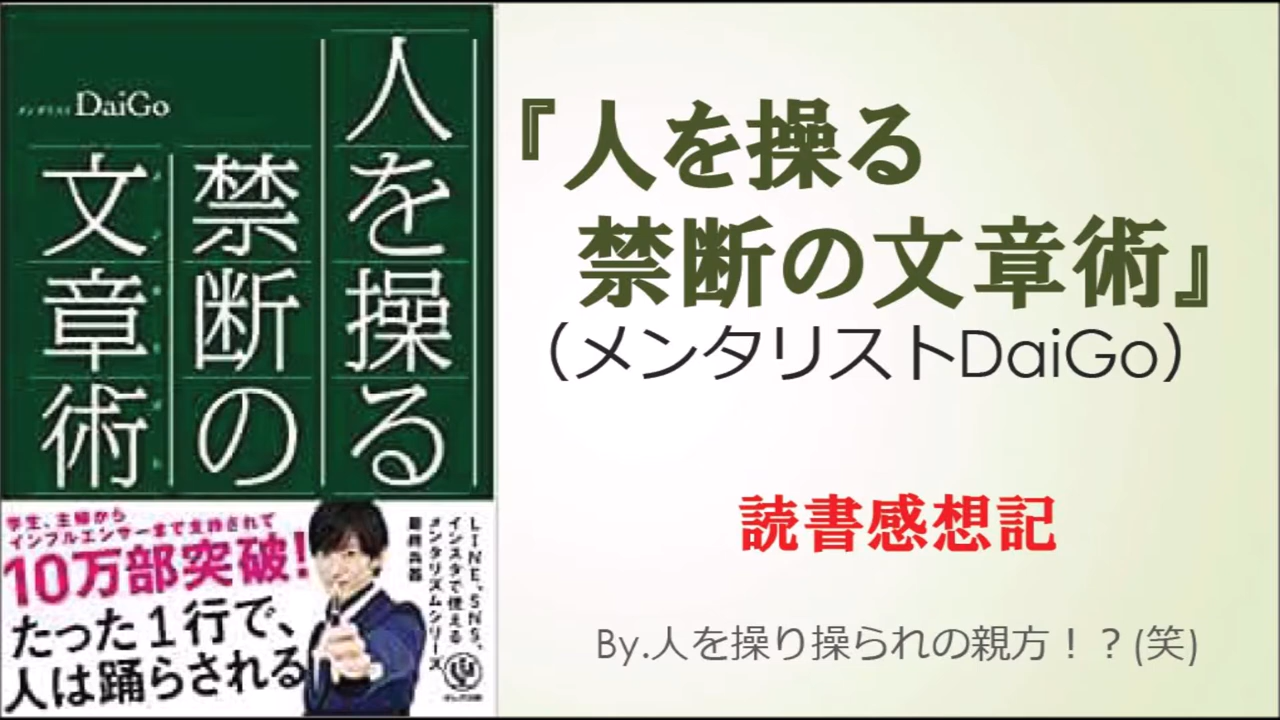 人を操る
禁断の
文章術
メンタリスト DaiGo
学生、主婦から
インフルエンサーまで支持されて
10万部突破!
たった1行で、
人は踊らされる
LINE、SNS、
インスタで使える
メンタリズムシリーズ
最終兵器
『人を操る
禁断の文章術』
（メンタリストDaiGo）
読書感想記
By.人を操り操られの親方！？(笑)